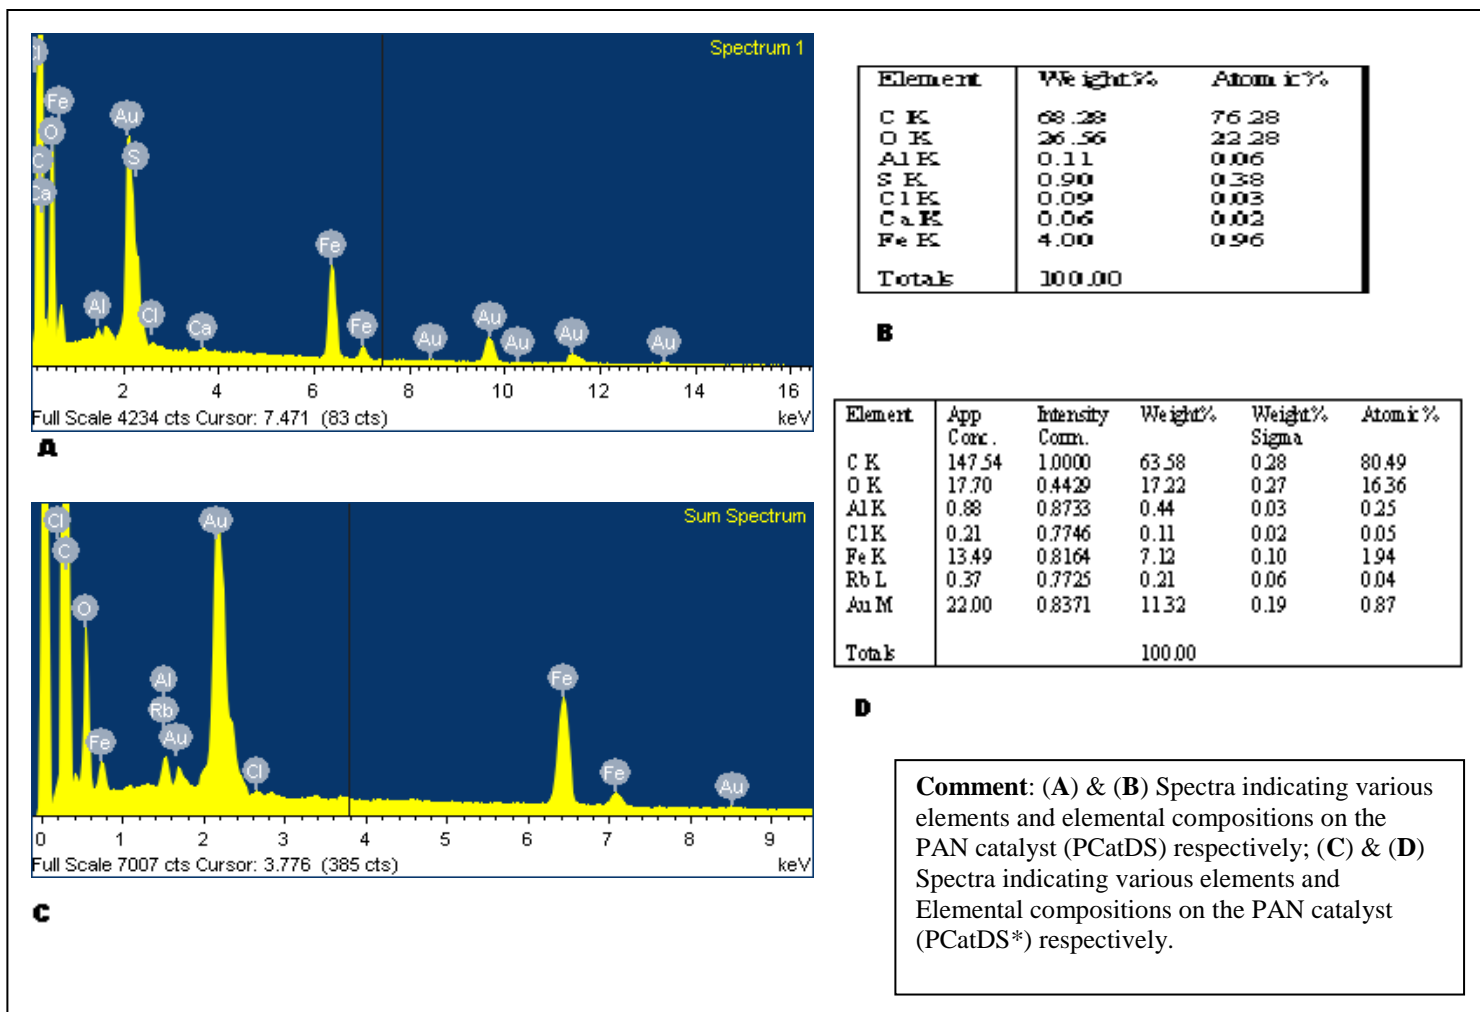 Spectrum 1
Cl
Fe
O
C
Ca
Au
S
Al
Cl
Ca
Fe
Fe
Au
Au
Au
Au
Au
2 4 6 8 10 12 14 16
Full Scale 4234 cts Cursor: 7.471 (83 cts) keV
A
Element Weight% Atomic%
C K 68.28 76.28
O K 26.56 22.28
Al K 0.11 0.06
S K 0.90 0.38
Cl K 0.09 0.03
Ca K 0.06 0.02
Fe K 4.00 0.96
Totals 100.00
B
Sum Spectrum
Cl
C
O
Fe
Al
Rb
Au
Au
Cl
Fe
Fe
Au
0 1 2 3 4 5 6 7 8 9
Full Scale 7007 cts Cursor: 3.776 (385 cts) keV
C
Element App Intensity Weight% Weight% Atomic%
Conc. Corrn. Sigma
C K 147.54 1.0000 63.58 0.28 80.49
O K 17.70 0.4429 17.22 0.27 16.36
Al K 0.88 0.8733 0.44 0.03 0.25
Cl K 0.21 0.7746 0.11 0.02 0.05
Fe K 13.49 0.8164 7.12 0.10 1.94
Rb L 0.37 0.7725 0.21 0.06 0.04
Au M 22.00 0.8371 11.32 0.19 0.87
Totals 100.00
D
Comment: (A) & (B) Spectra indicating various
elements and elemental compositions on the
PAN catalyst (PCatDS) respectively; (C) & (D)
Spectra indicating various elements and
Elemental compositions on the PAN catalyst
(PCatDS*) respectively.